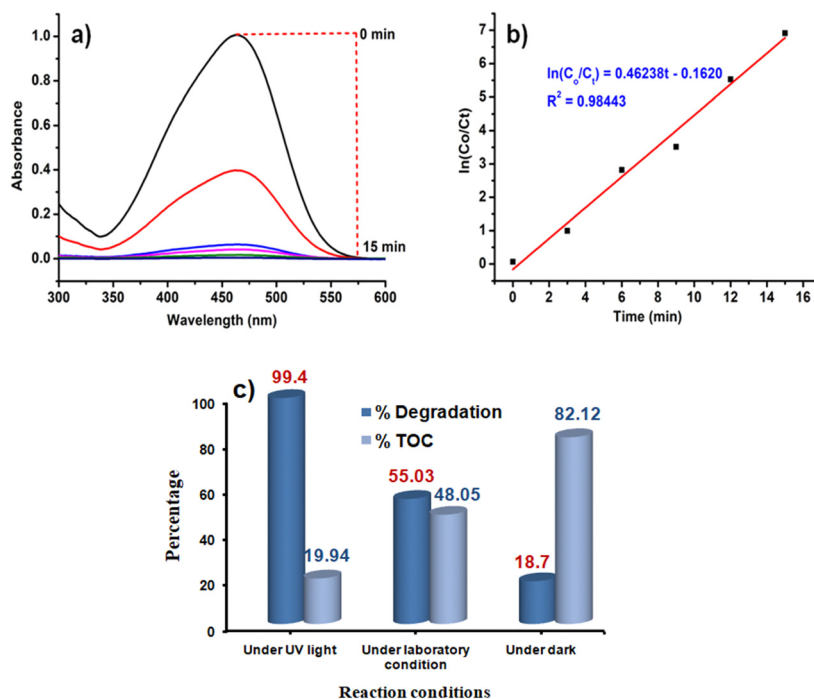 a)
0 min
15 min
Absorbance
1.0
0.8
0.6
0.4
0.2
0.0
300 350 400 450 500 550 600
Wavelength (nm)
b)
ln(Co/Ct) = 0.46238t - 0.1620
R² = 0.98443
ln(Co/Ct)
7
6
5
4
3
2
1
0
0 2 4 6 8 10 12 14 16
Time (min)
c)
% Degradation
% TOC
99.4
19.94
55.03
48.05
18.7
82.12
Percentage
100
80
60
40
20
0
Under UV light
Under laboratory
condition
Under dark
Reaction conditions